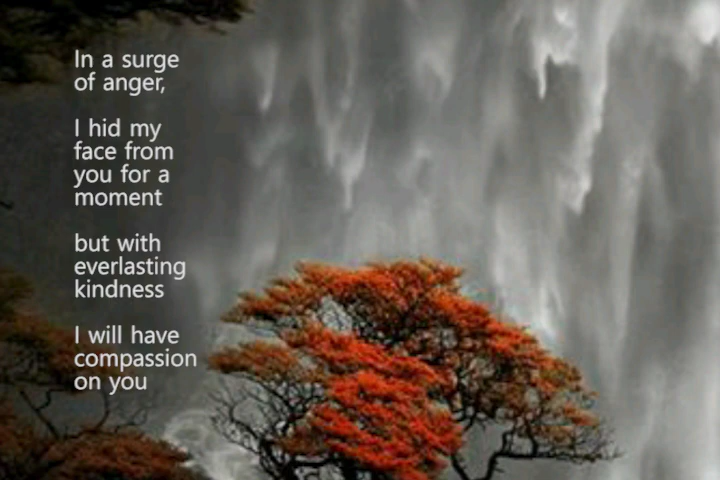 In a surge
of anger,
I hid my
face from
you for a
moment
but with
everlasting
kindness
I will have
compassion
on you